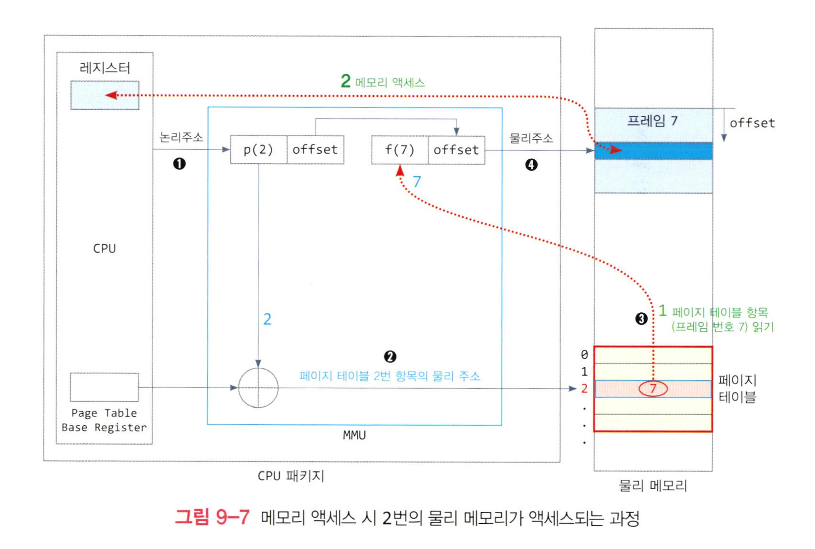 레지스터
2 메모리 액세스
프레임 7
offset
논리주소
❶
p(2) offset
f(7) offset
물리주소
❹
7
CPU
2
❸
1 페이지 테이블 항목
(프레임 번호 7) 읽기
❷
페이지 테이블 2번 항목의 물리 주소
0
1
2
.
.
.
7
페이지
테이블
Page Table
Base Register
MMU
CPU 패키지
물리 메모리
그림 9-7 메모리 액세스 시 2번의 물리 메모리가 액세스되는 과정